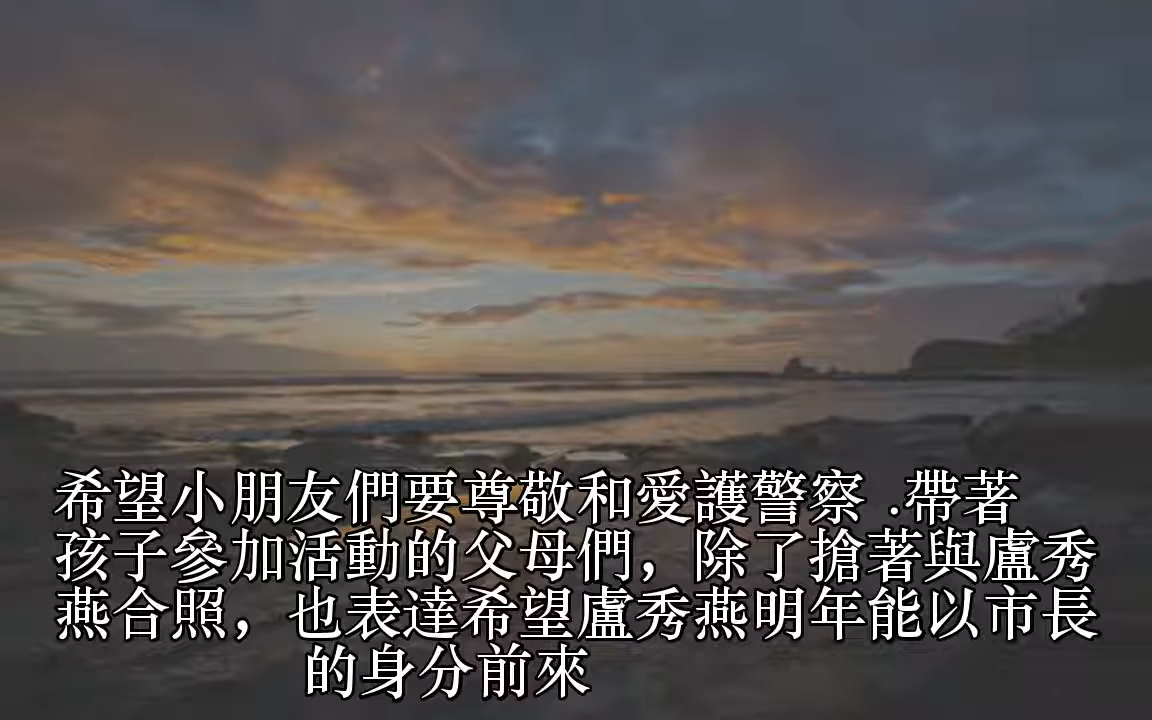 希望小朋友們要尊敬和愛護警察 .帶著
孩子參加活動的父母們，除了搶著與盧秀
燕合照，也表達希望盧秀燕明年能以市長
的身分前來